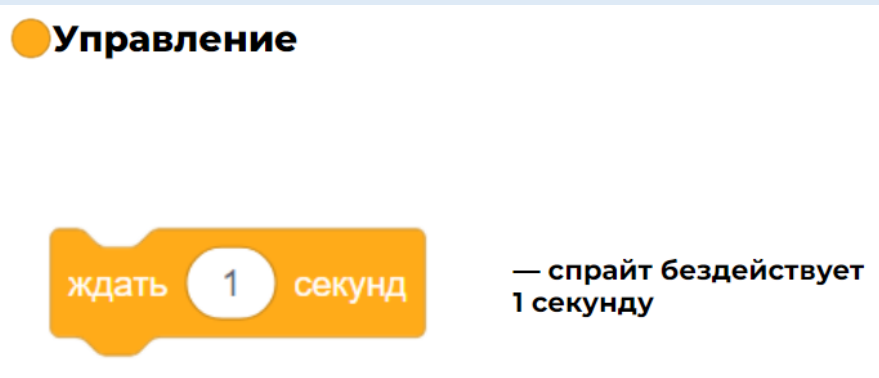 Управление
ждать 1 секунд
— спрайт бездействует
1 секунду